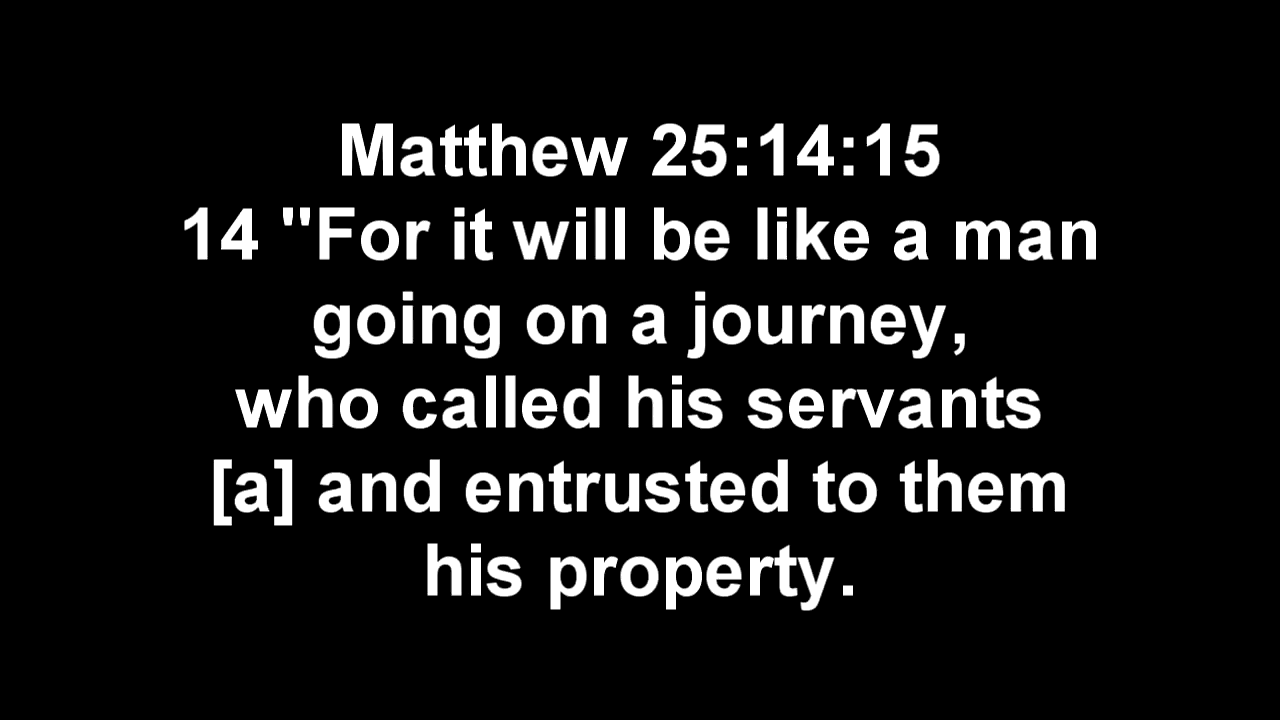 Matthew 25:14:15
14 "For it will be like a man
going on a journey,
who called his servants
[a] and entrusted to them
his property.